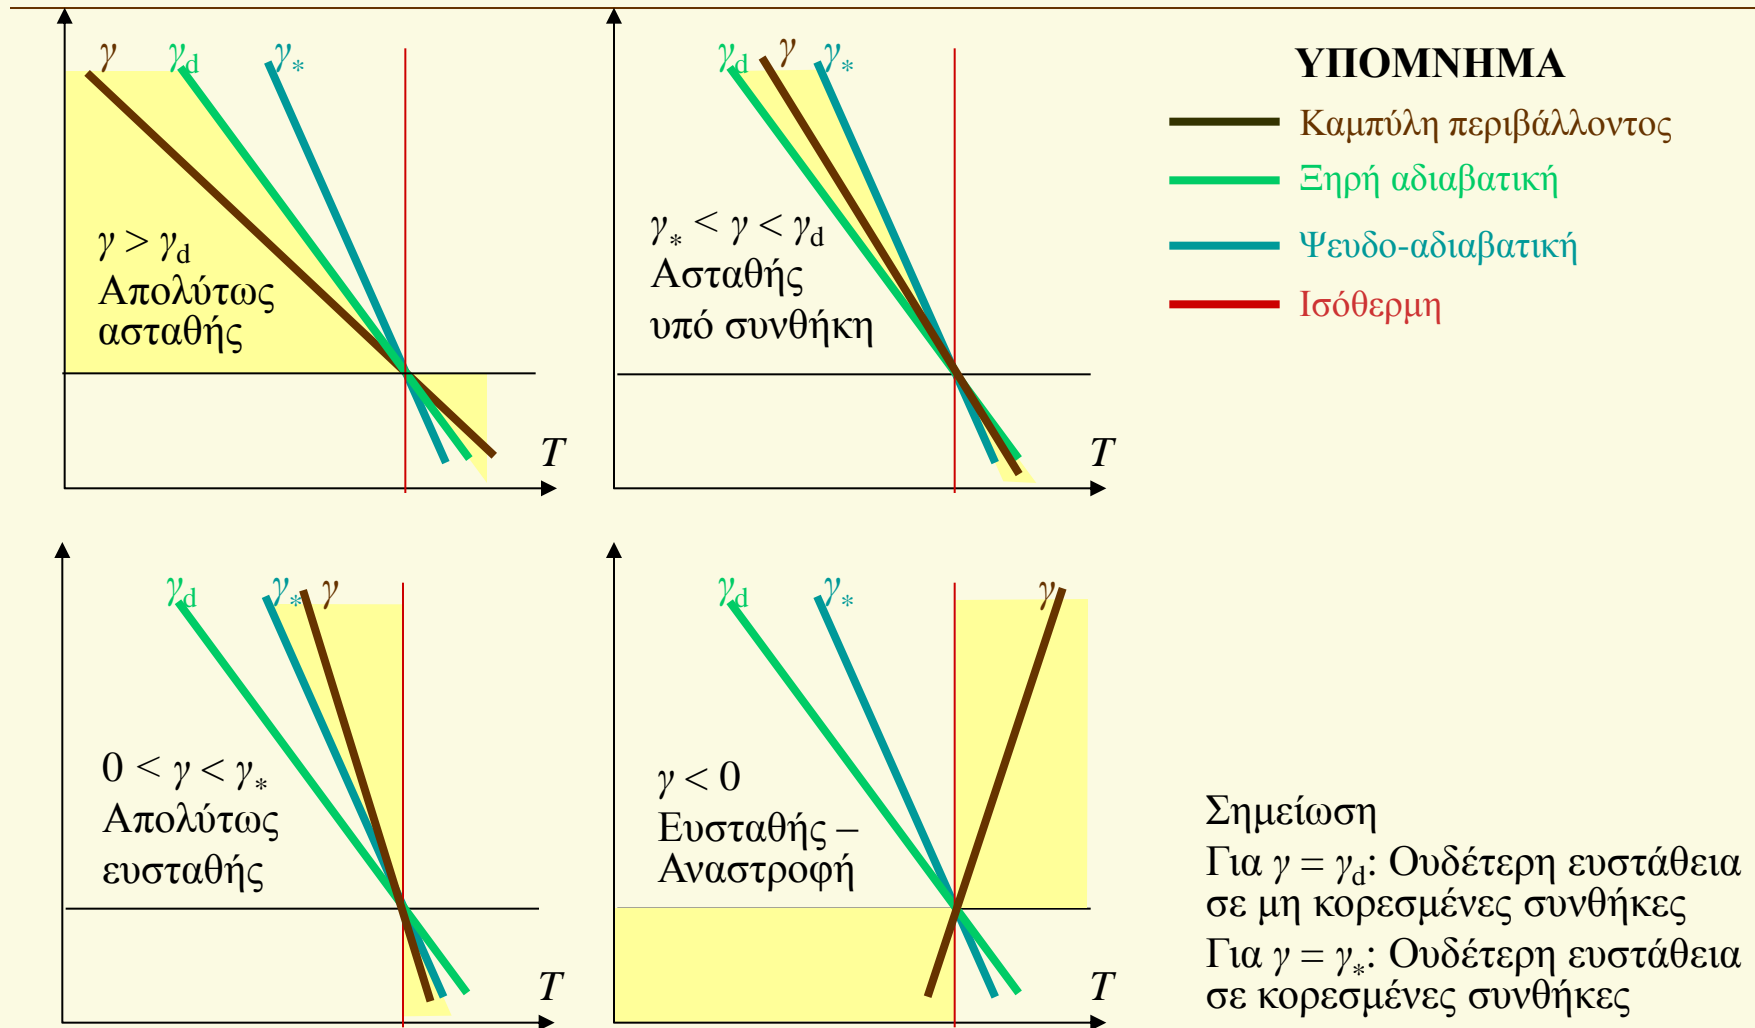 γ γd γ*
γ > γd
Απολύτως
ασταθής
T
γd γ γ*
γ* < γ < γd
Ασταθής
υπό συνθήκη
T
ΥΠΟΜΝΗΜΑ
Καμπύλη περιβάλλοντος
Ξηρή αδιαβατική
Ψευδο-αδιαβατική
Ισόθερμη
γd γ* γ
0 < γ < γ*
Απολύτως
ευσταθής
T
γd γ* γ
γ < 0
Ευσταθής –
Αναστροφή
T
Σημείωση
Για γ = γd: Ουδέτερη ευστάθεια
σε μη κορεσμένες συνθήκες
Για γ = γ*: Ουδέτερη ευστάθεια
σε κορεσμένες συνθήκες